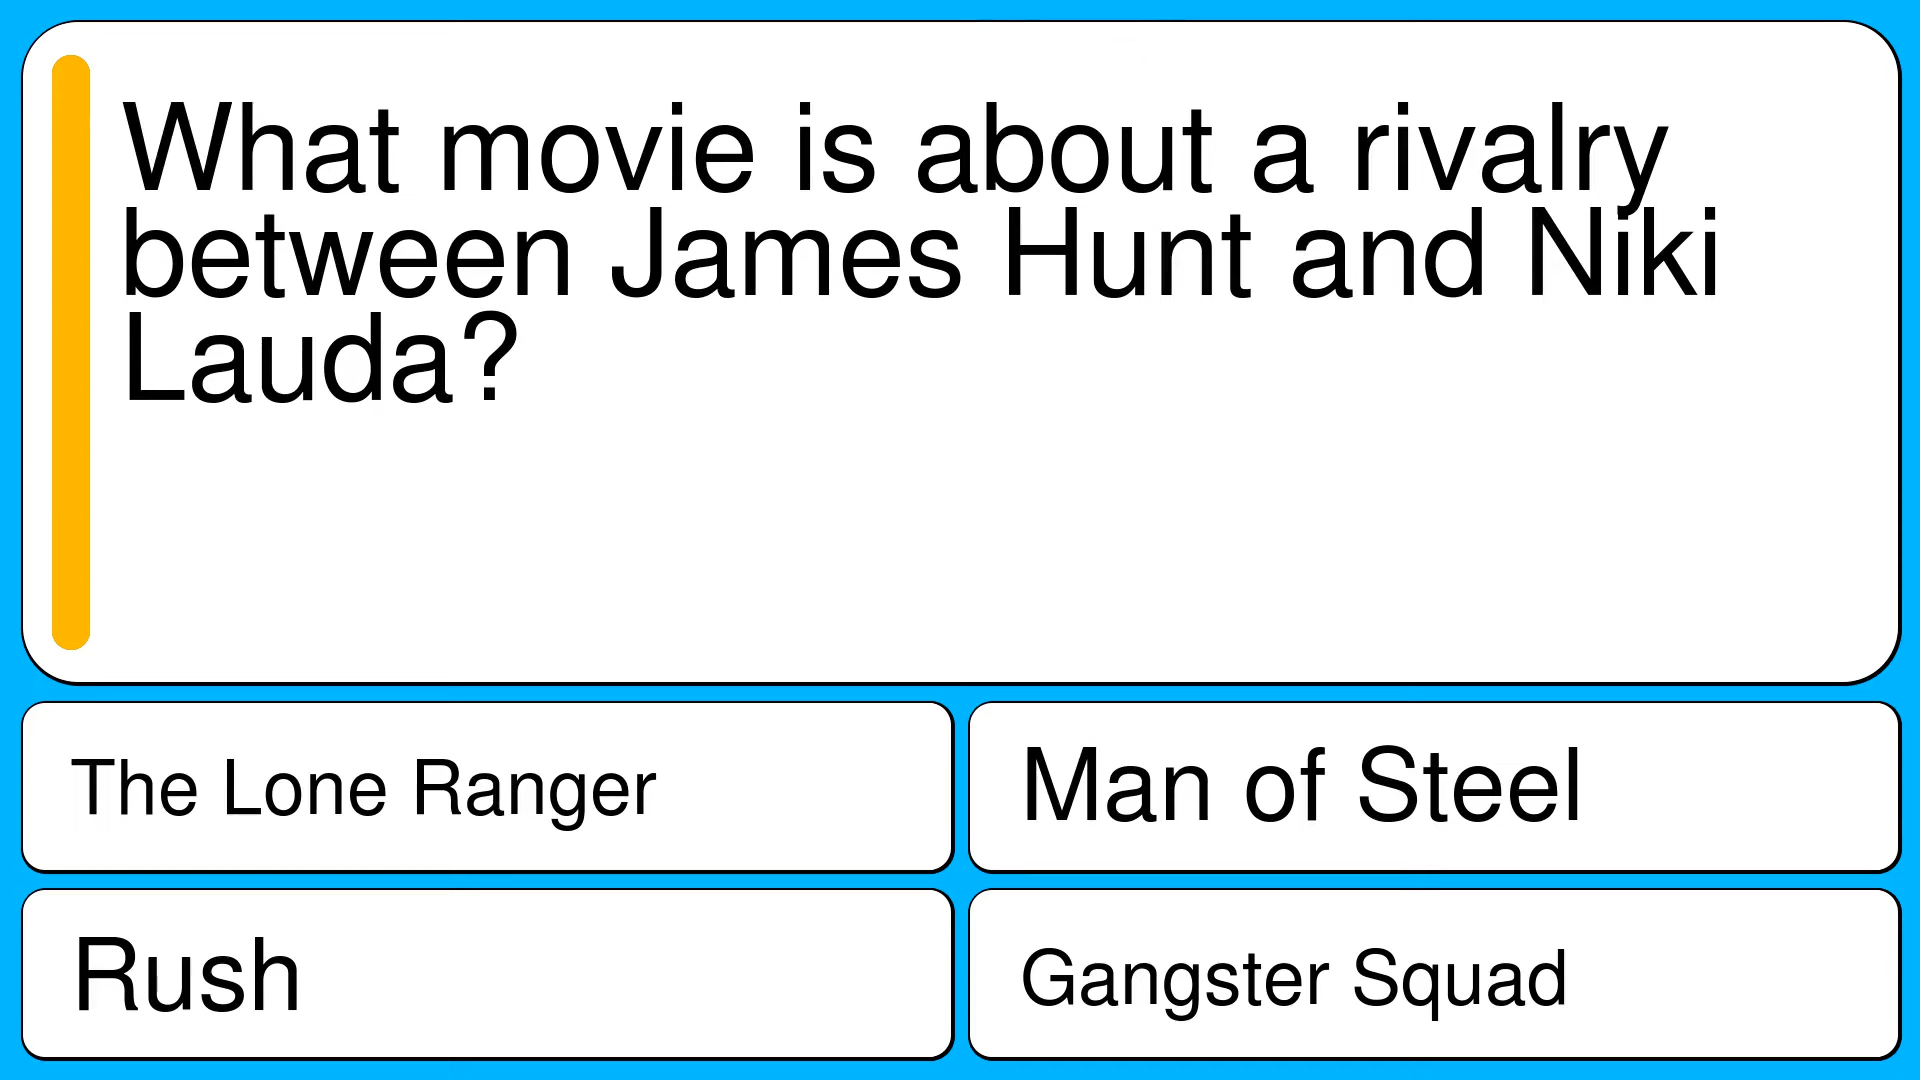 What movie is about a rivalry
between James Hunt and Niki
Lauda?
The Lone Ranger
Man of Steel
Rush
Gangster Squad